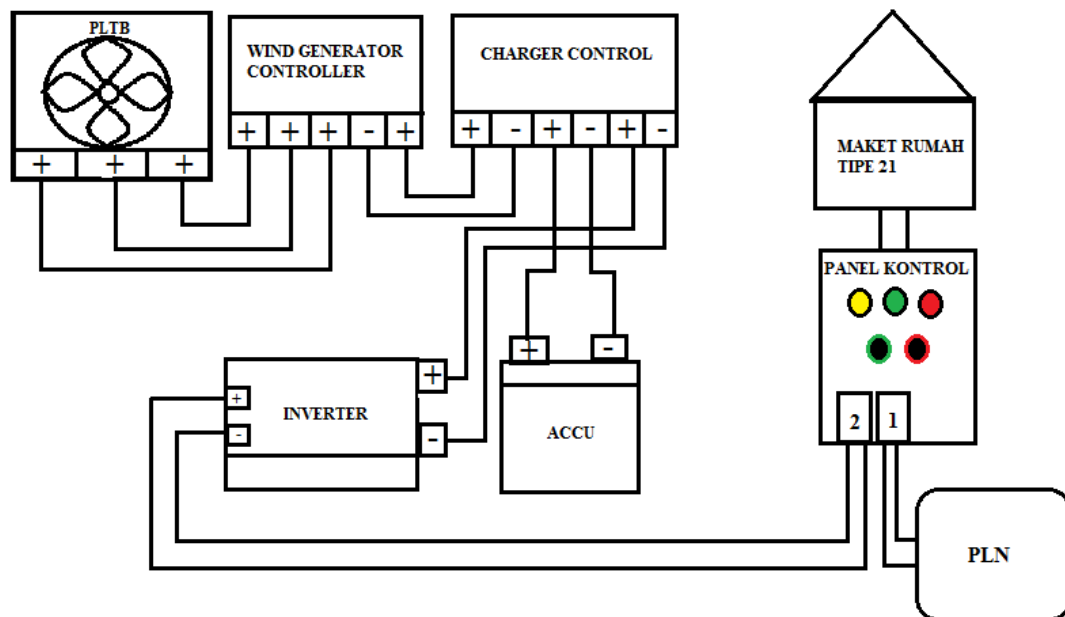 PLTB
+ + +
WIND GENERATOR
CONTROLLER
+ + + - +
CHARGER CONTROL
+ - + - + -
MAKET RUMAH
TIPE 21
PANEL KONTROL
2 1
INVERTER
+
-
+
-
+ -
ACCU
PLN